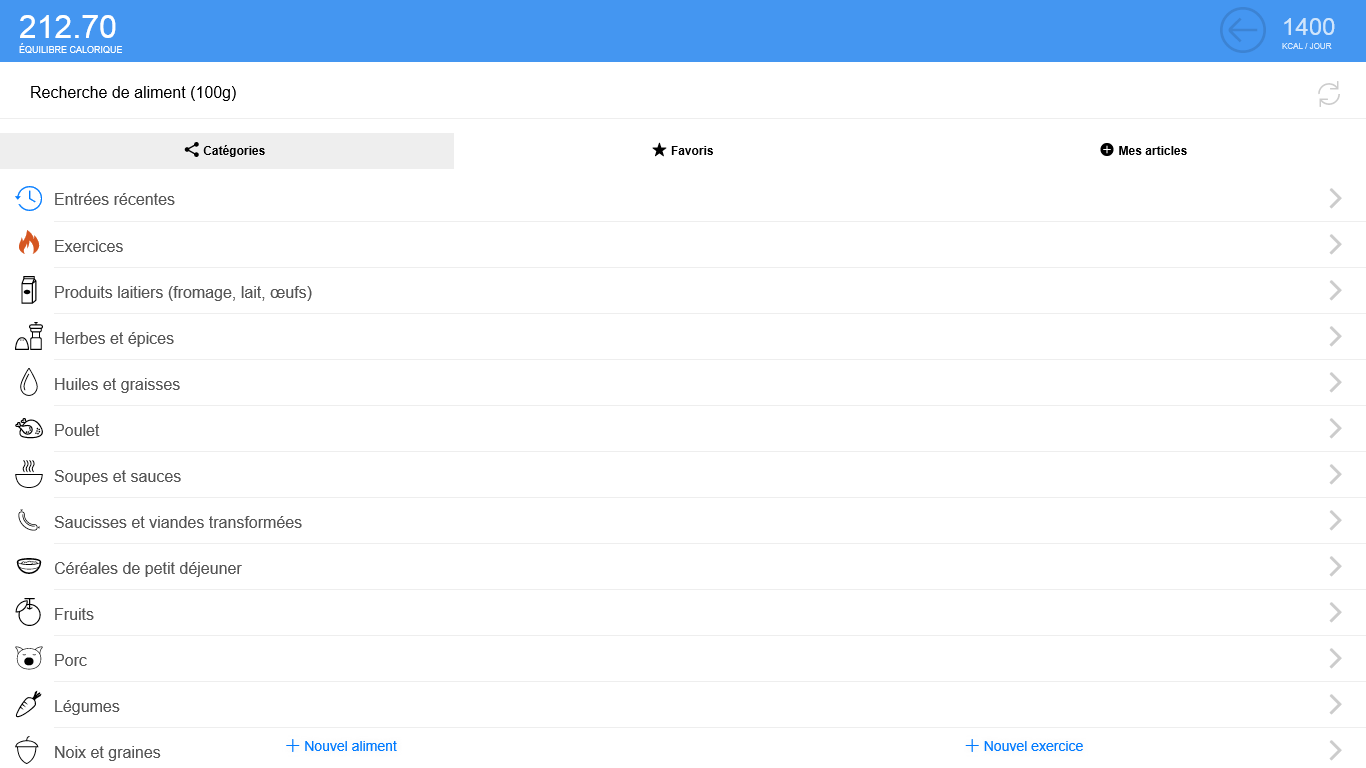 212.70
ÉQUILIBRE CALORIQUE
1400
KCAL / JOUR
Recherche de aliment (100g)
Catégories
Favoris
Mes articles
Entrées récentes
Exercices
Produits laitiers (fromage, lait, œufs)
Herbes et épices
Huiles et graisses
Poulet
Soupes et sauces
Saucisses et viandes transformées
Céréales de petit déjeuner
Fruits
Porc
Légumes
Noix et graines
Nouvel aliment
Nouvel exercice